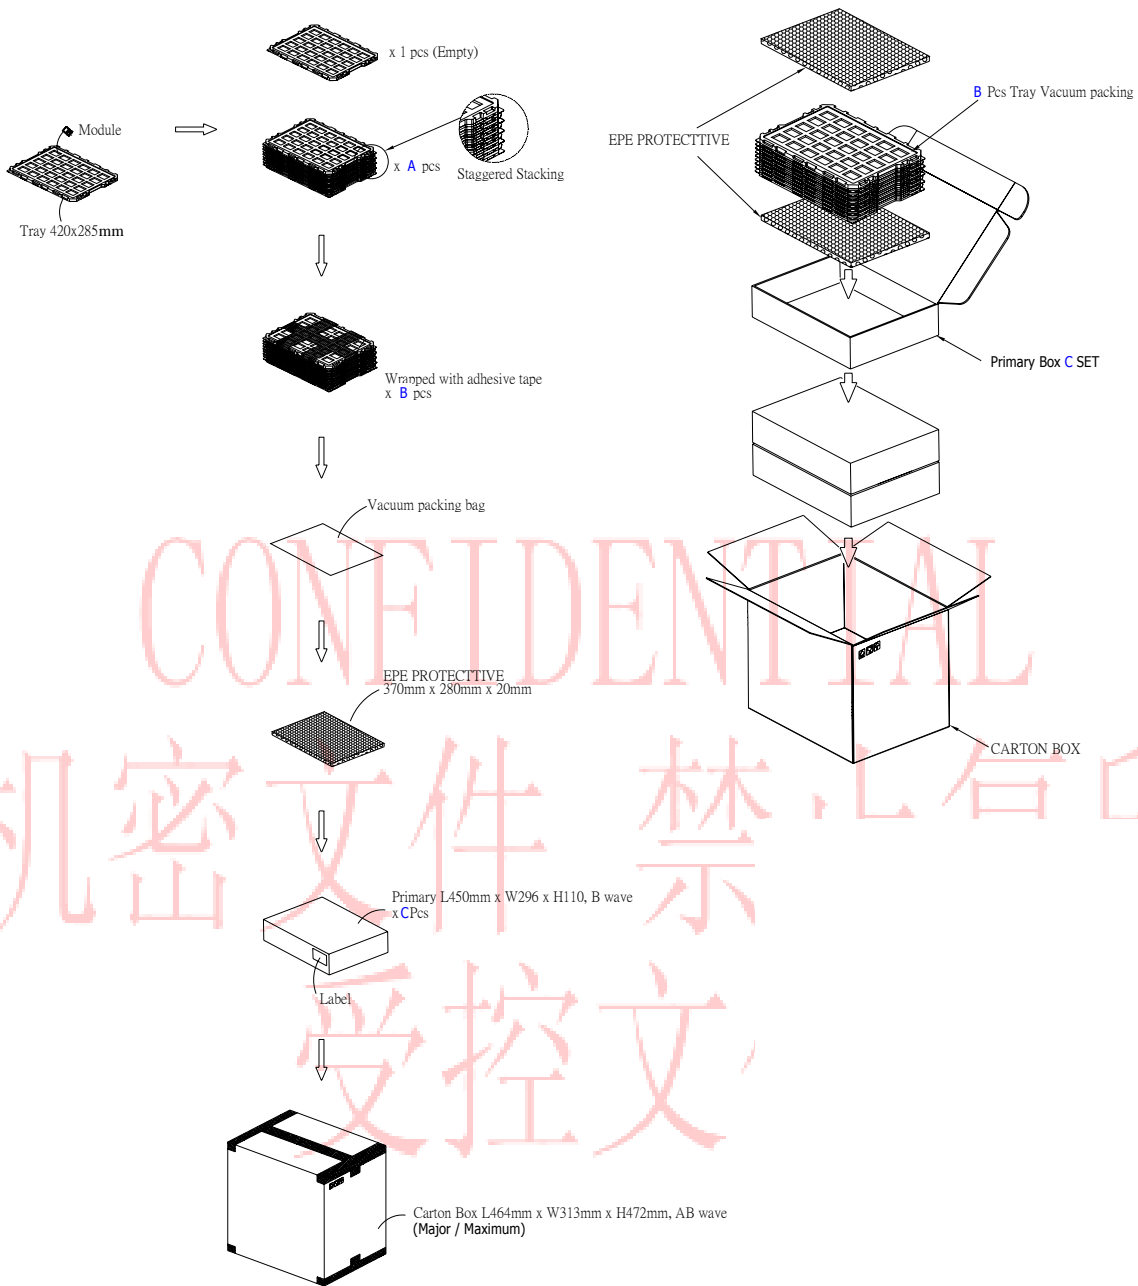 x 1 pcs (Empty)
Module
Tray 420x285mm
x A pcs
Staggered Stacking
Wrapped with adhesive tape
x B pcs
Vacuum packing bag
EPE PROTECTTIVE
370mm x 280mm x 20mm
Primary L450mm x W296 x H110, B wave
x C Pcs
Label
Carton Box L464mm x W313mm x H472mm, AB wave
(Major / Maximum)
B Pcs Tray Vacuum packing
EPE PROTECTTIVE
Primary Box C SET
CARTON BOX
CONFIDENTIAL
机密文件 禁止
受控文